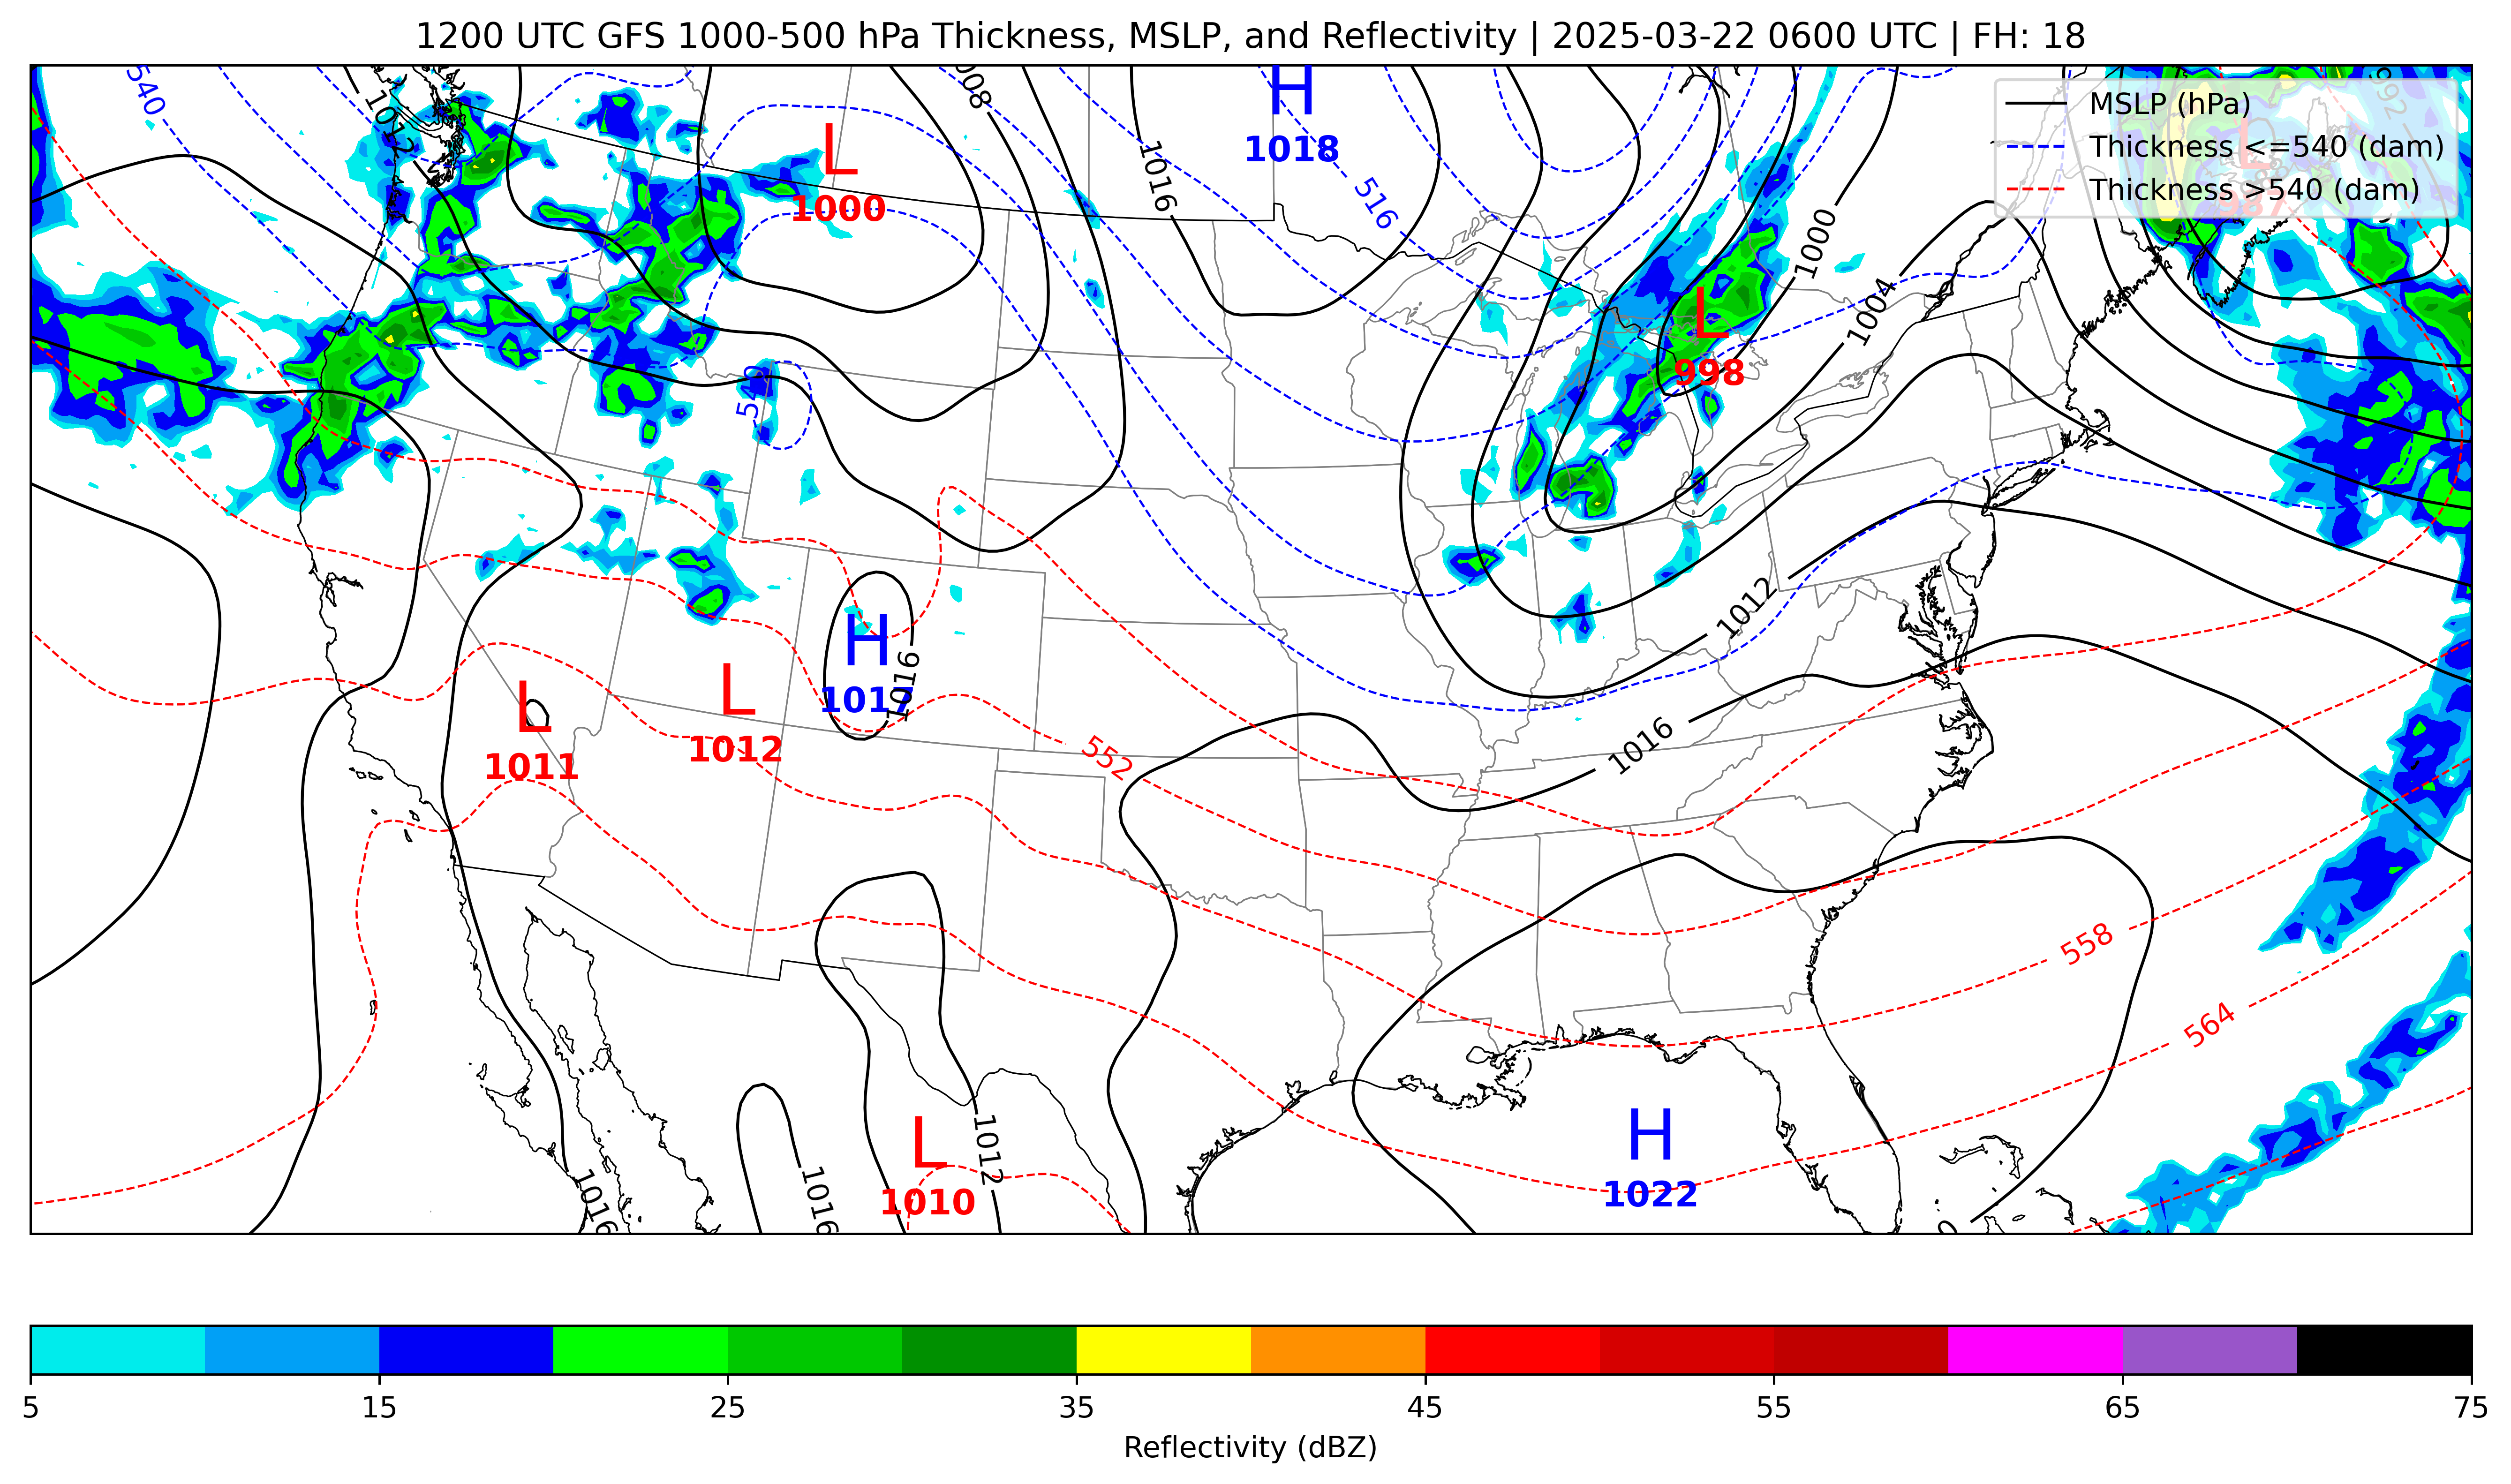 1200 UTC GFS 1000-500 hPa Thickness, MSLP, and Reflectivity | 2025-03-22 0600 UTC | FH: 18
540
1012
008
H
1018
992
MSLP (hPa)
Thickness <=540 (dam)
Thickness >540 (dam)
L
1000
1016
516
L
1000
1004
L
998
540
H
1017
1016
L
1012
L
1011
1012
1016
552
558
564
L
1010
1012
1016
1016
H
1022
5
15
25
35
45
55
65
75
Reflectivity (dBZ)